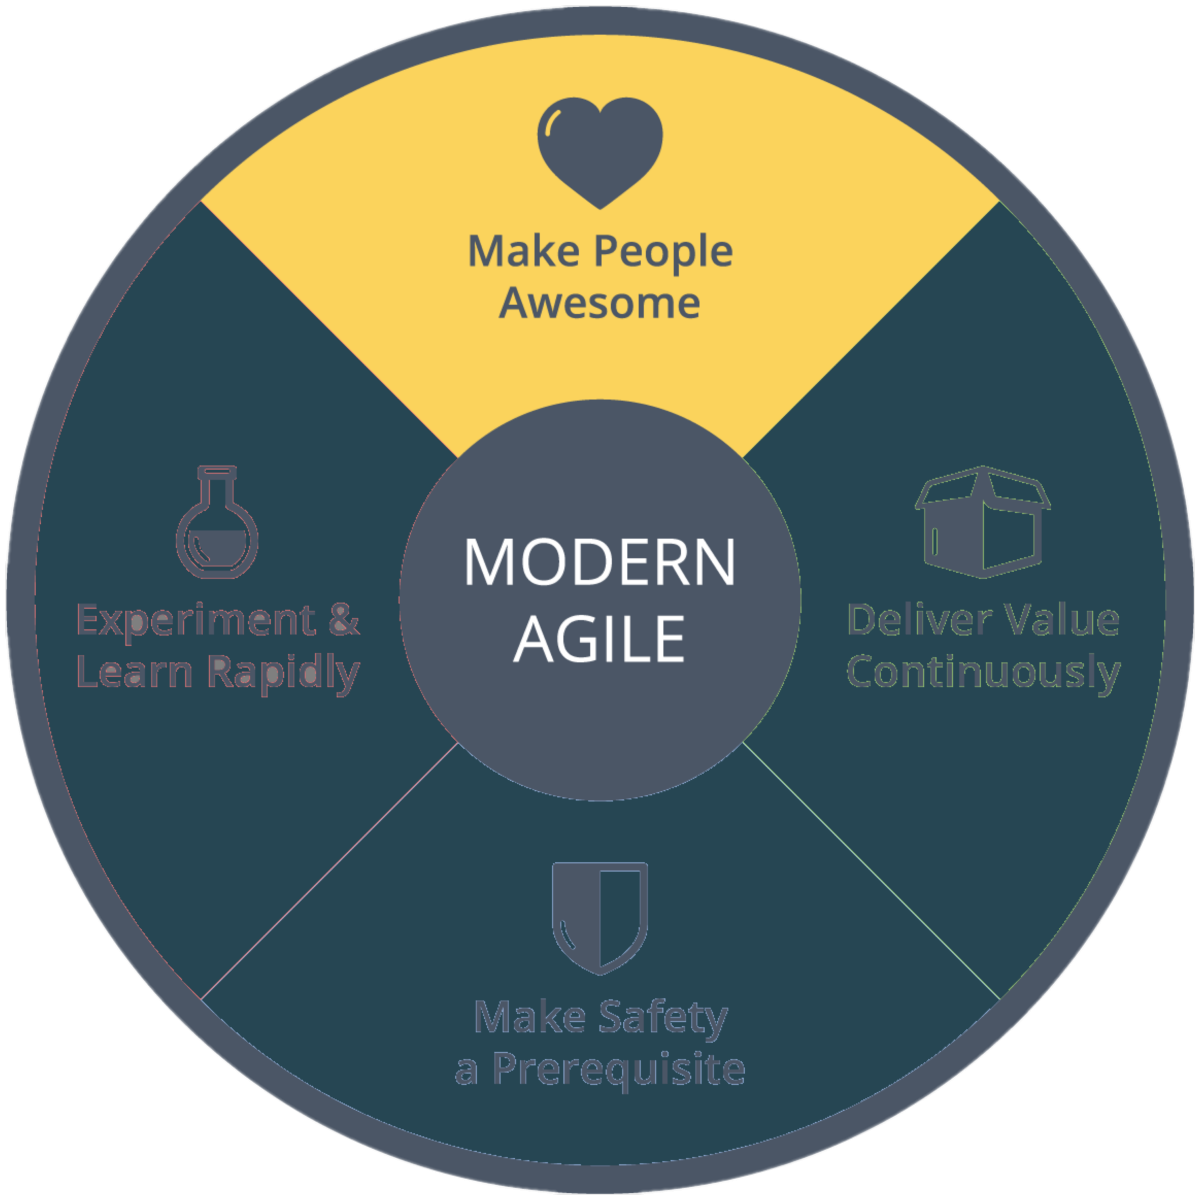 Make People
Awesome
MODERN
AGILE
Experiment &
Learn Rapidly
Deliver Value
Continuously
Make Safety
a Prerequisite